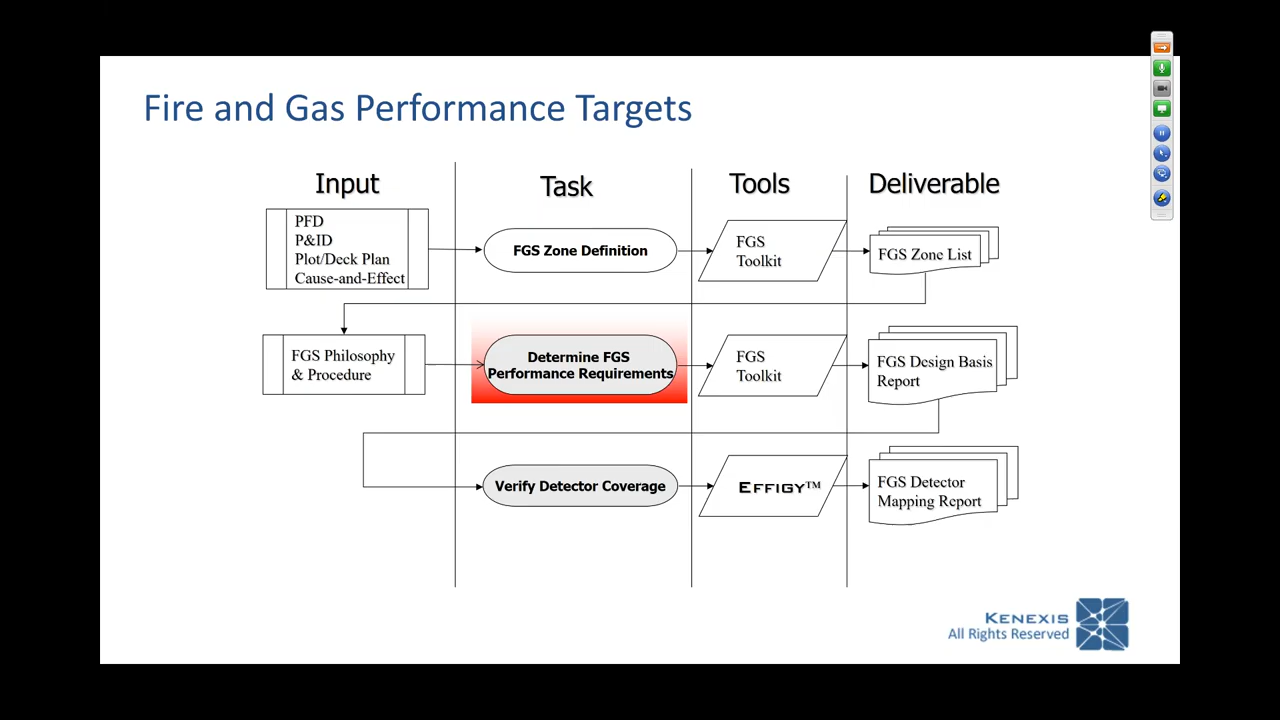 Fire and Gas Performance Targets
Input
Task
Tools
Deliverable
PFD
P&ID
Plot/Deck Plan
Cause-and-Effect
FGS Zone Definition
FGS
Toolkit
FGS Zone List
FGS Philosophy
& Procedure
Determine FGS
Performance Requirements
FGS
Toolkit
FGS Design Basis
Report
Verify Detector Coverage
EFFIGY™
FGS Detector
Mapping Report
KENEXIS
All Rights Reserved